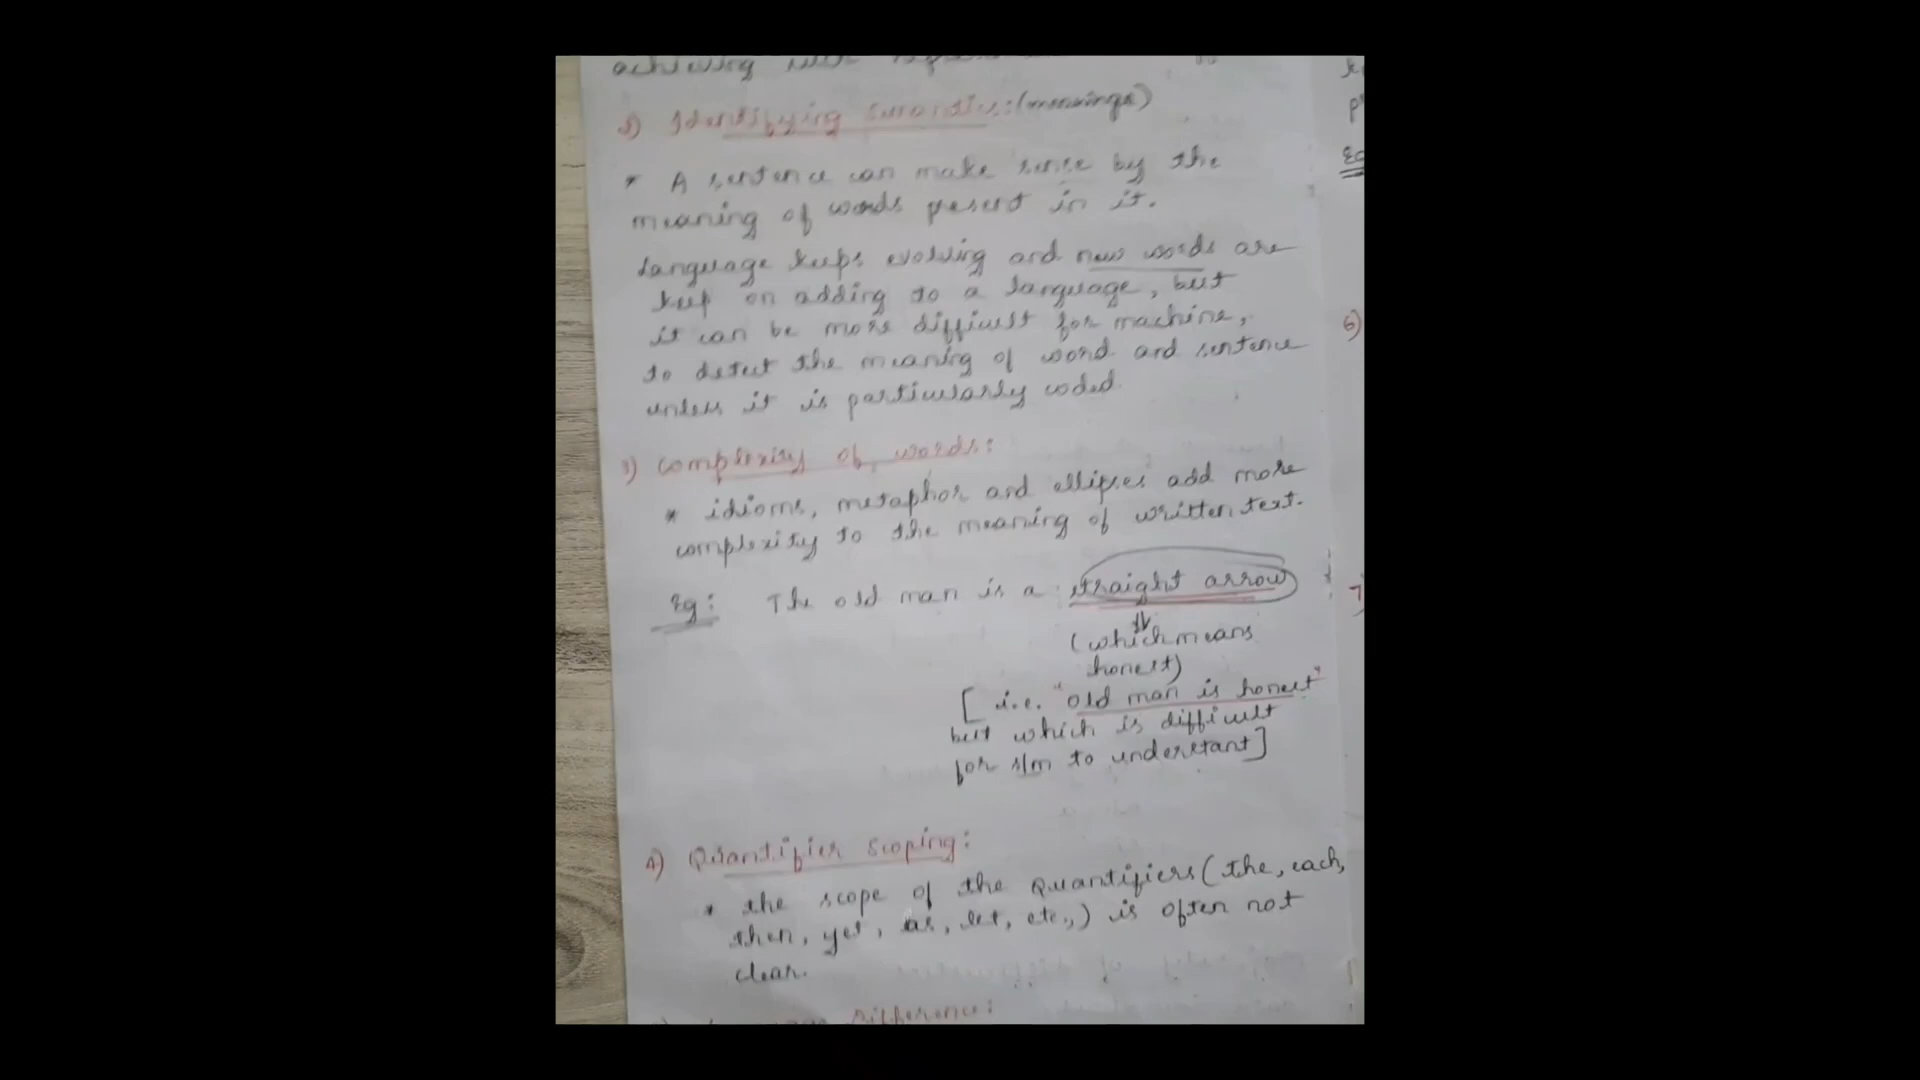 achieving
2) Identifying semantics: (meanings)
* A sentence can make sense by the
meaning of words present in it.
Language keeps evolving and new words are
keep on adding to a language, but
it can be more difficult for machine,
to detect the meaning of word and sentence
unless it is particularly coded
3) Complexity of words:
* idioms, metaphor and ellipses add more
complexity to the meaning of written text.
Eg: The old man is a straight arrow
(which means
honest)
[i.e. "old man is honest"
but which is difficult
for s/m to understant]
4) Quantifier Scoping:
* the scope of the Quantifiers (the, each,
then, yet, as, let, etc.,) is often not
clear.
Difference:
6)
7)